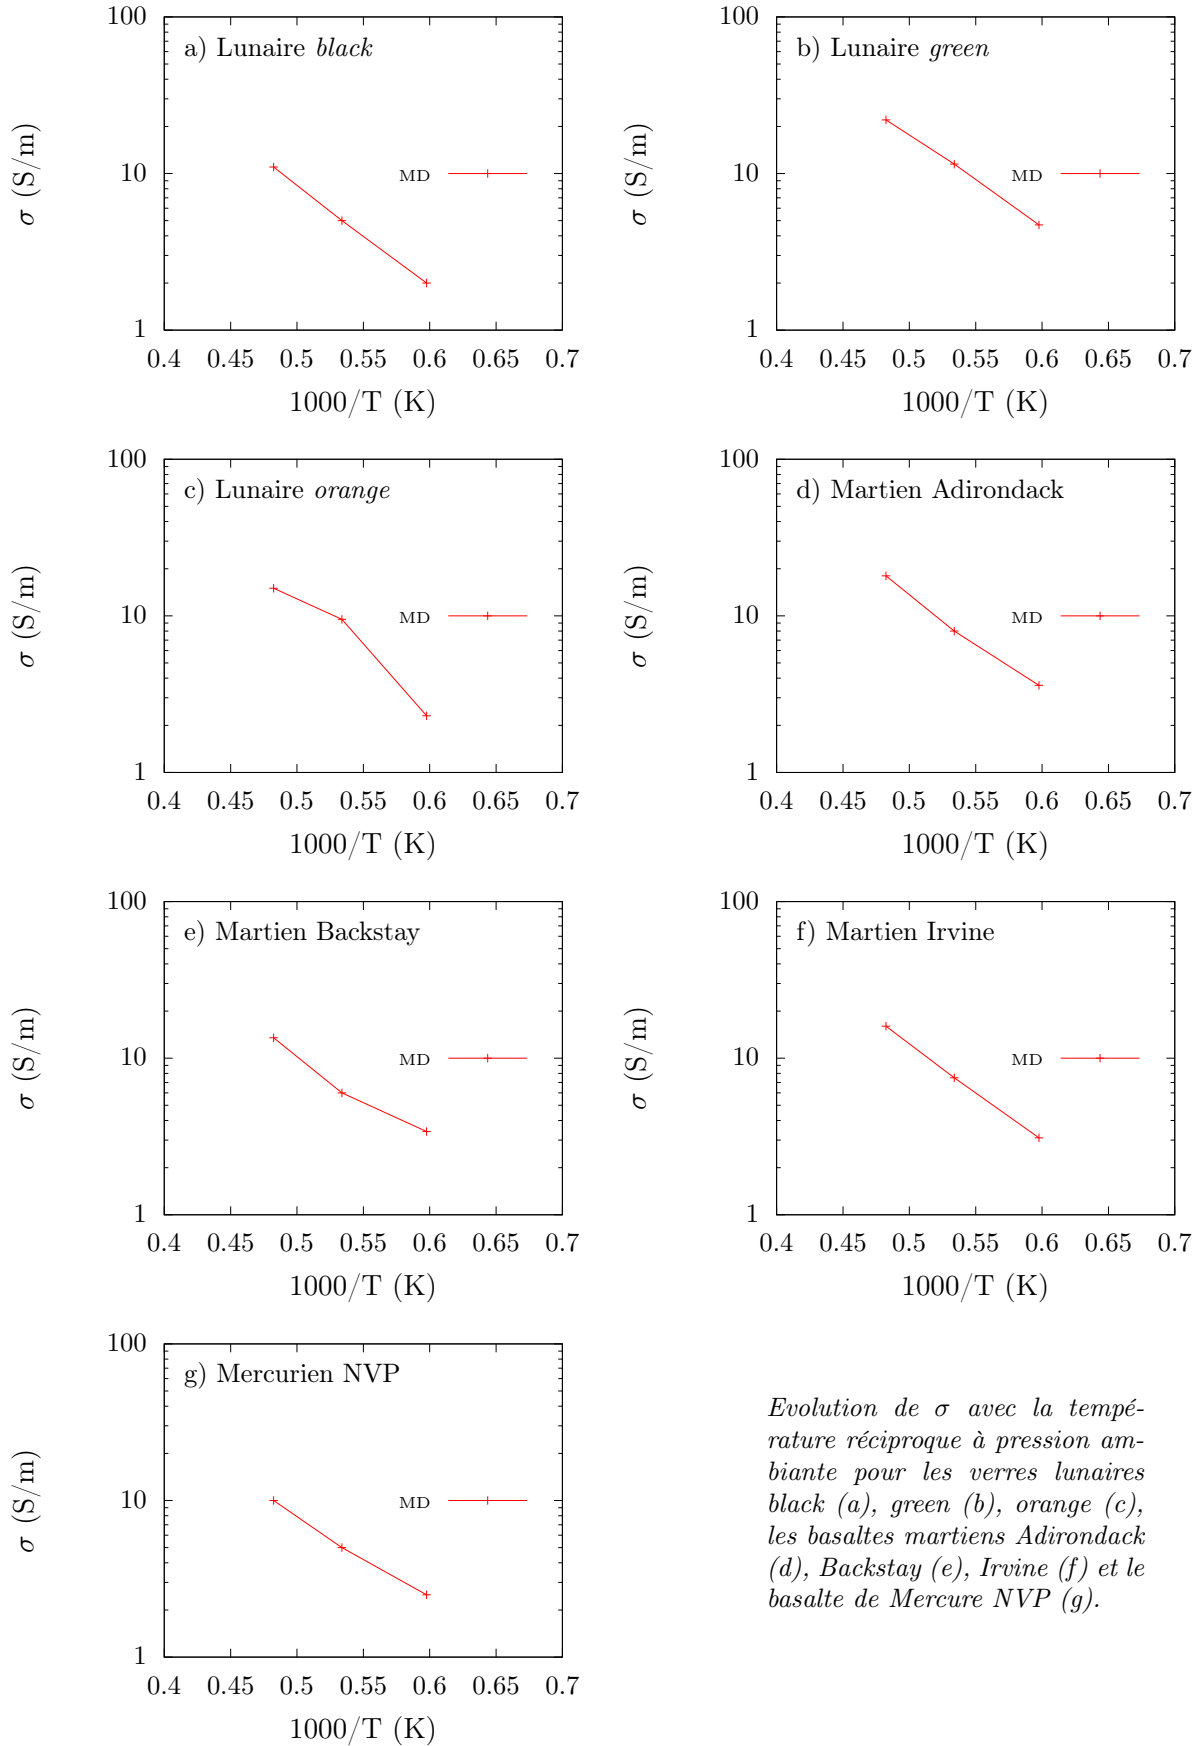 100
10
1
σ (S/m)
a) Lunaire black
MD
0.4 0.45 0.5 0.55 0.6 0.65 0.7
1000/T (K)
100
10
1
σ (S/m)
b) Lunaire green
MD
0.4 0.45 0.5 0.55 0.6 0.65 0.7
1000/T (K)
100
10
1
σ (S/m)
c) Lunaire orange
MD
0.4 0.45 0.5 0.55 0.6 0.65 0.7
1000/T (K)
100
10
1
σ (S/m)
d) Martien Adirondack
MD
0.4 0.45 0.5 0.55 0.6 0.65 0.7
1000/T (K)
100
10
1
σ (S/m)
e) Martien Backstay
MD
0.4 0.45 0.5 0.55 0.6 0.65 0.7
1000/T (K)
100
10
1
σ (S/m)
f) Martien Irvine
MD
0.4 0.45 0.5 0.55 0.6 0.65 0.7
1000/T (K)
100
10
1
σ (S/m)
g) Mercurien NVP
MD
0.4 0.45 0.5 0.55 0.6 0.65 0.7
1000/T (K)
Evolution de σ avec la tempé-
rature réciproque à pression am-
biante pour les verres lunaires
black (a), green (b), orange (c),
les basaltes martiens Adirondack
(d), Backstay (e), Irvine (f) et le
basalte de Mercure NVP (g).